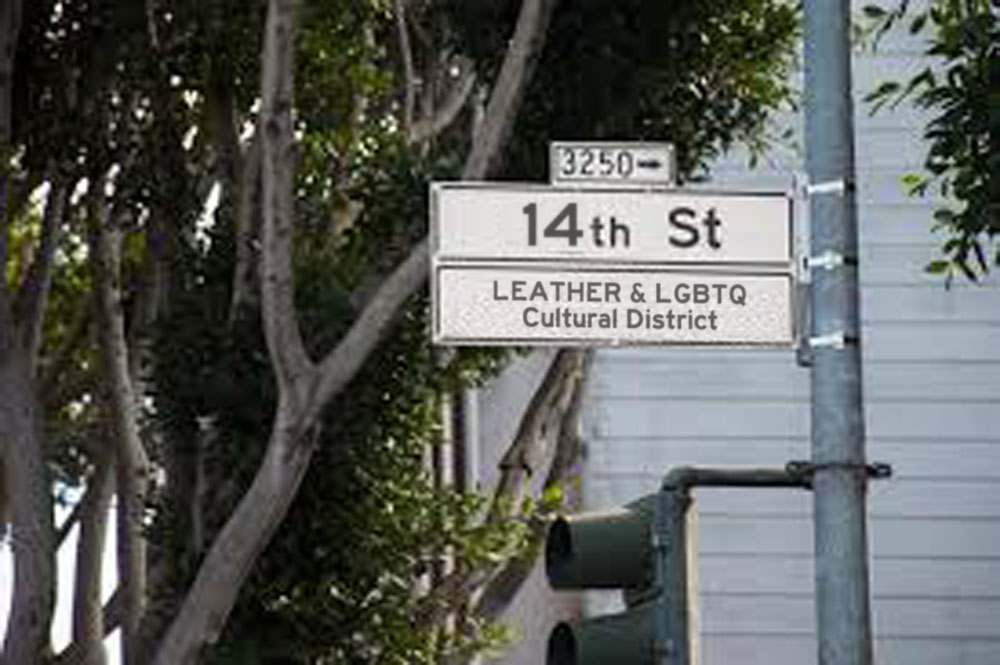 3250→
14th St
LEATHER & LGBTQ
Cultural District